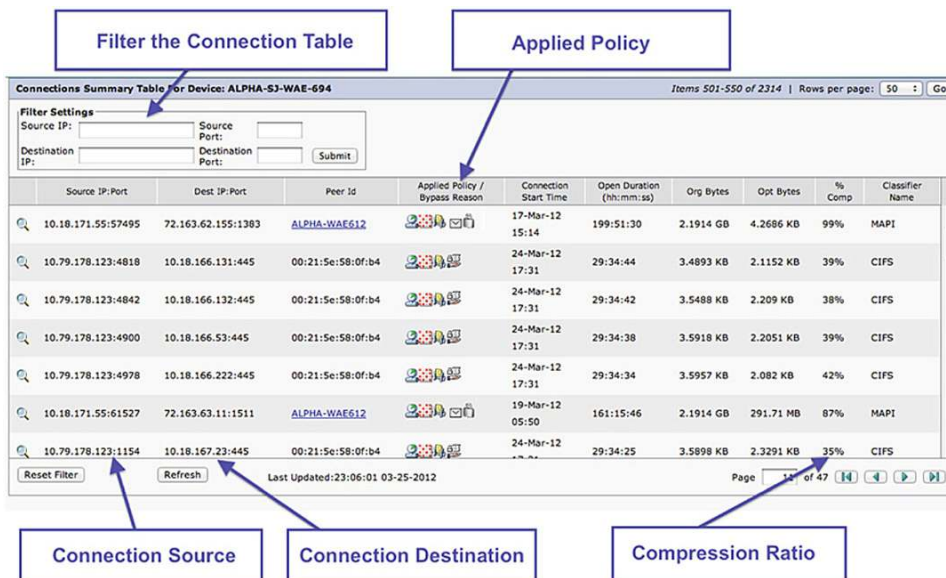 Filter the Connection Table
Applied Policy
Connections Summary Table For Device: ALPHA-SJ-WAE-694
Items 501-550 of 2314 | Rows per page: 50 Go
Filter Settings
Source IP: Source Port:
Destination IP: Destination Port: Submit
Source IP:Port Dest IP:Port Peer Id Applied Policy / Bypass Reason Connection Start Time Open Duration (hh:mm:ss) Org Bytes Opt Bytes % Comp Classifier Name
10.18.171.55:57495 72.163.62.155:1383 ALPHA-WAE612 17-Mar-12 15:14 199:51:30 2.1914 GB 4.2686 KB 99% MAPI
10.79.178.123:4818 10.18.166.131:445 00:21:5e:58:0f:b4 24-Mar-12 17:31 29:34:44 3.4893 KB 2.1152 KB 39% CIFS
10.79.178.123:4842 10.18.166.132:445 00:21:5e:58:0f:b4 24-Mar-12 17:31 29:34:42 3.5488 KB 2.209 KB 38% CIFS
10.79.178.123:4900 10.18.166.53:445 00:21:5e:58:0f:b4 24-Mar-12 17:31 29:34:38 3.5918 KB 2.2051 KB 39% CIFS
10.79.178.123:4978 10.18.166.222:445 00:21:5e:58:0f:b4 24-Mar-12 17:31 29:34:34 3.5957 KB 2.082 KB 42% CIFS
10.18.171.55:61527 72.163.63.11:1511 ALPHA-WAE612 19-Mar-12 05:50 161:15:46 2.1914 GB 291.71 MB 87% MAPI
10.79.178.123:1154 10.18.167.23:445 00:21:5e:58:0f:b4 24-Mar-12 29:34:25 3.5898 KB 2.3291 KB 35% CIFS
Reset Filter Refresh Last Updated:23:06:01 03-25-2012 Page 11 of 47
Connection Source
Connection Destination
Compression Ratio